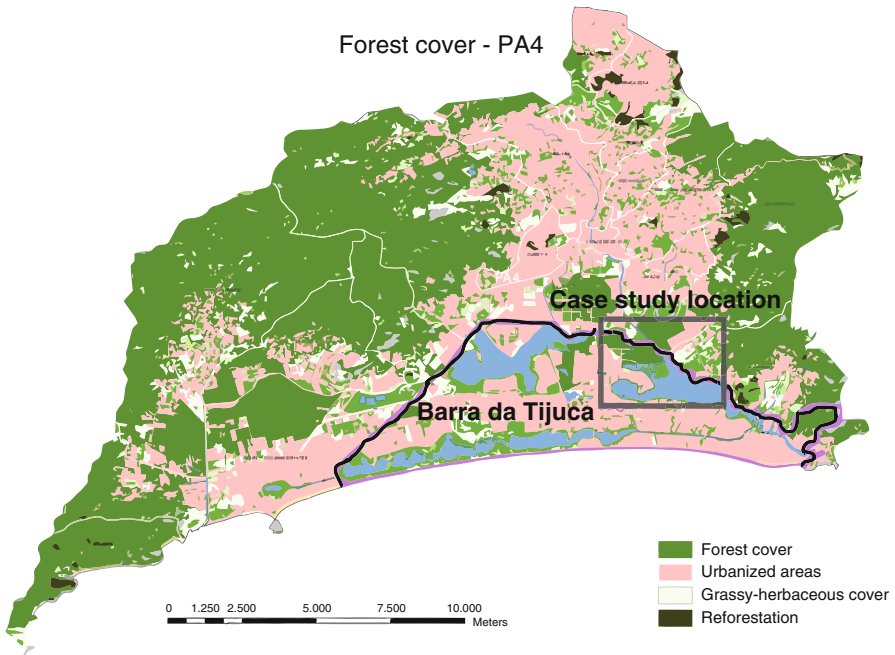 Forest cover - PA4
PA4
Case study location
Barra da Tijuca
Forest cover
Urbanized areas
Grassy-herbaceous cover
Reforestation
0 1.250 2.500 5.000 7.500 10.000
Meters